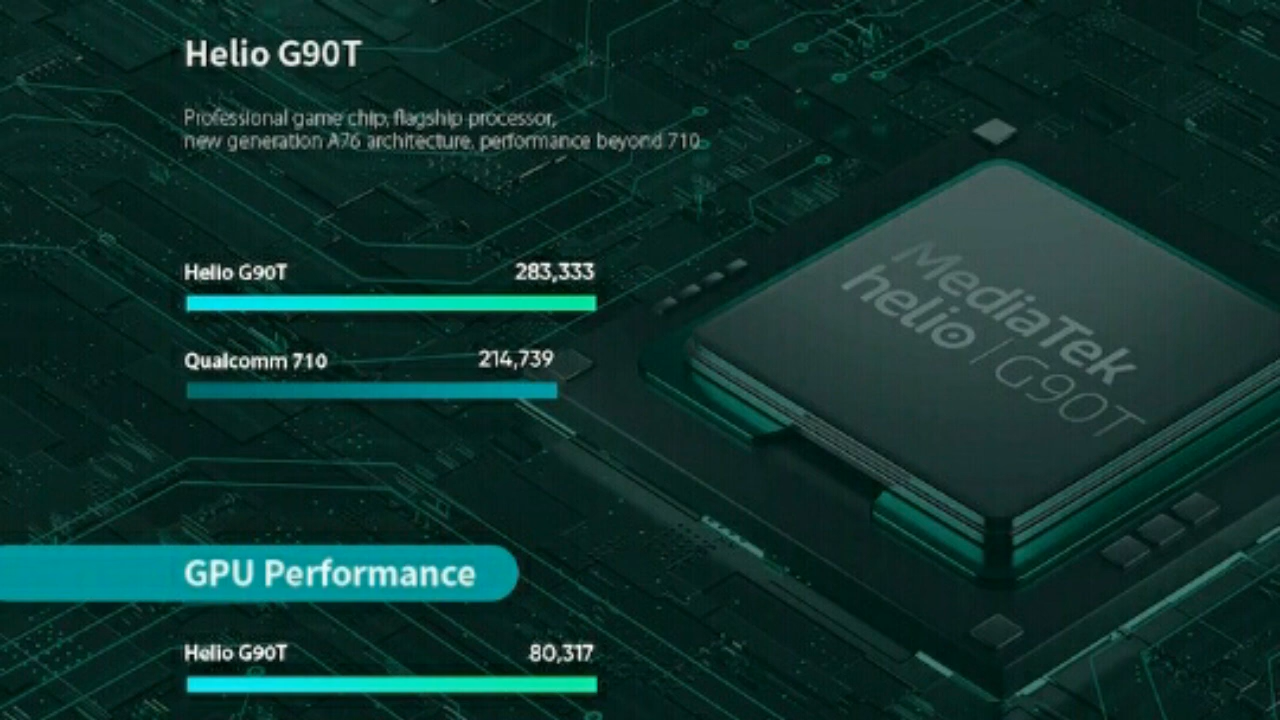 Helio G90T
Professional game chip, flagship processor,
new generation A76 architecture, performance beyond 710
Helio G90T 283,333
Qualcomm 710 214,739
MediaTek
helio | G90T
GPU Performance
Helio G90T 80,317